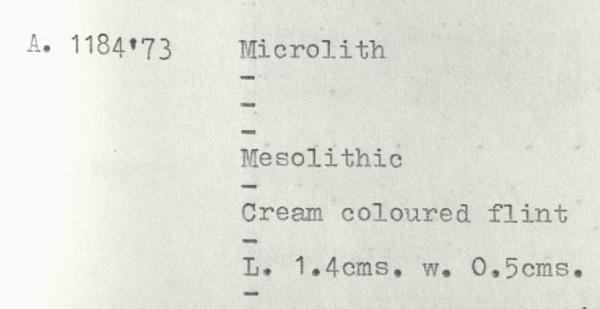 A. 1184'73 Microlith
-
-
-
Mesolithic
-
Cream coloured flint
-
L. 1.4cms. w. 0.5cms.
-